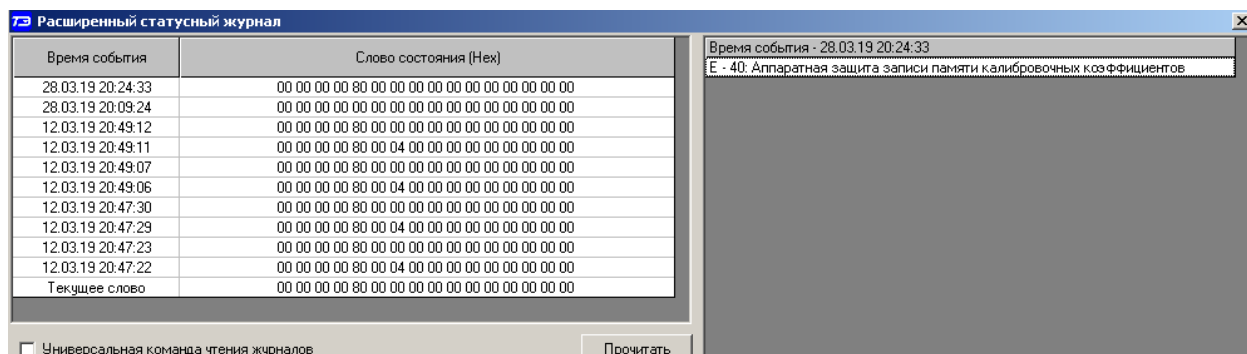 ТЭ Расширенный статусный журнал
Время события Слово состояния (Hex)
28.03.19 20:24:33 00 00 00 00 80 00 00 00 00 00 00 00 00 00 00 00
28.03.19 20:09:24 00 00 00 00 00 00 00 00 00 00 00 00 00 00 00 00
12.03.19 20:49:12 00 00 00 00 80 00 00 00 00 00 00 00 00 00 00 00
12.03.19 20:49:11 00 00 00 00 80 00 04 00 00 00 00 00 00 00 00 00
12.03.19 20:49:07 00 00 00 00 80 00 00 00 00 00 00 00 00 00 00 00
12.03.19 20:49:06 00 00 00 00 80 00 04 00 00 00 00 00 00 00 00 00
12.03.19 20:47:30 00 00 00 00 80 00 00 00 00 00 00 00 00 00 00 00
12.03.19 20:47:29 00 00 00 00 80 00 04 00 00 00 00 00 00 00 00 00
12.03.19 20:47:23 00 00 00 00 80 00 00 00 00 00 00 00 00 00 00 00
12.03.19 20:47:22 00 00 00 00 80 00 04 00 00 00 00 00 00 00 00 00
Текущее слово 00 00 00 00 80 00 00 00 00 00 00 00 00 00 00 00
Универсальная команда чтения журналов
Прочитать
Время события - 28.03.19 20:24:33
E - 40: Аппаратная защита записи памяти калибровочных коэффициентов